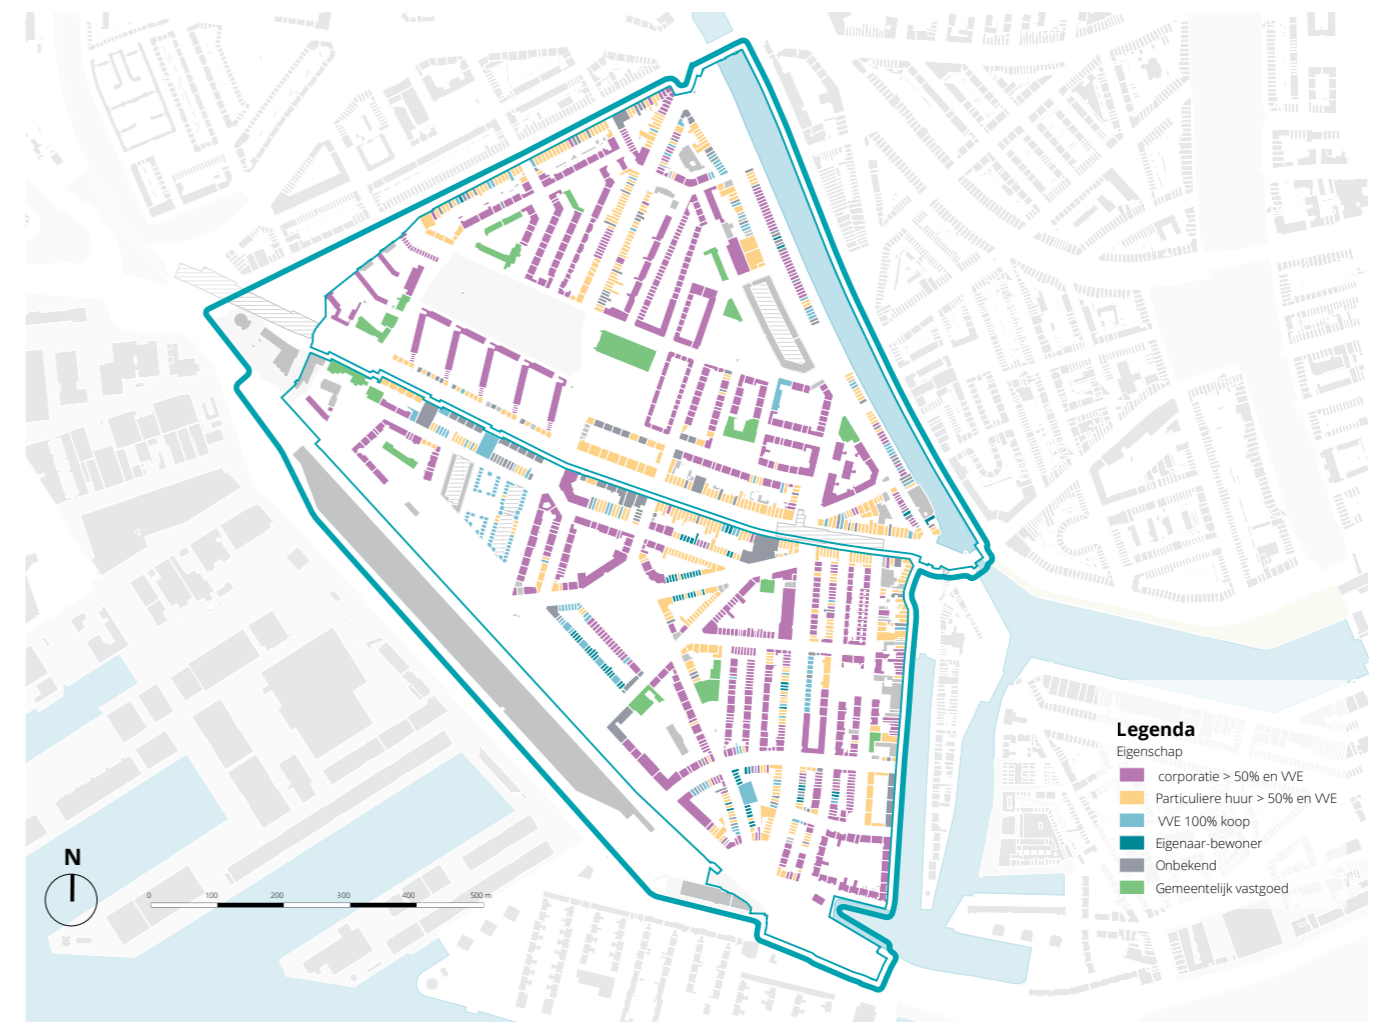 Legenda
Eigenschap
corporatie > 50% en VVE
Particuliere huur > 50% en VVE
VVE 100% koop
Eigenaar-bewoner
Onbekend
Gemeentelijk vastgoed
N
0 100 200 300 400 500 m